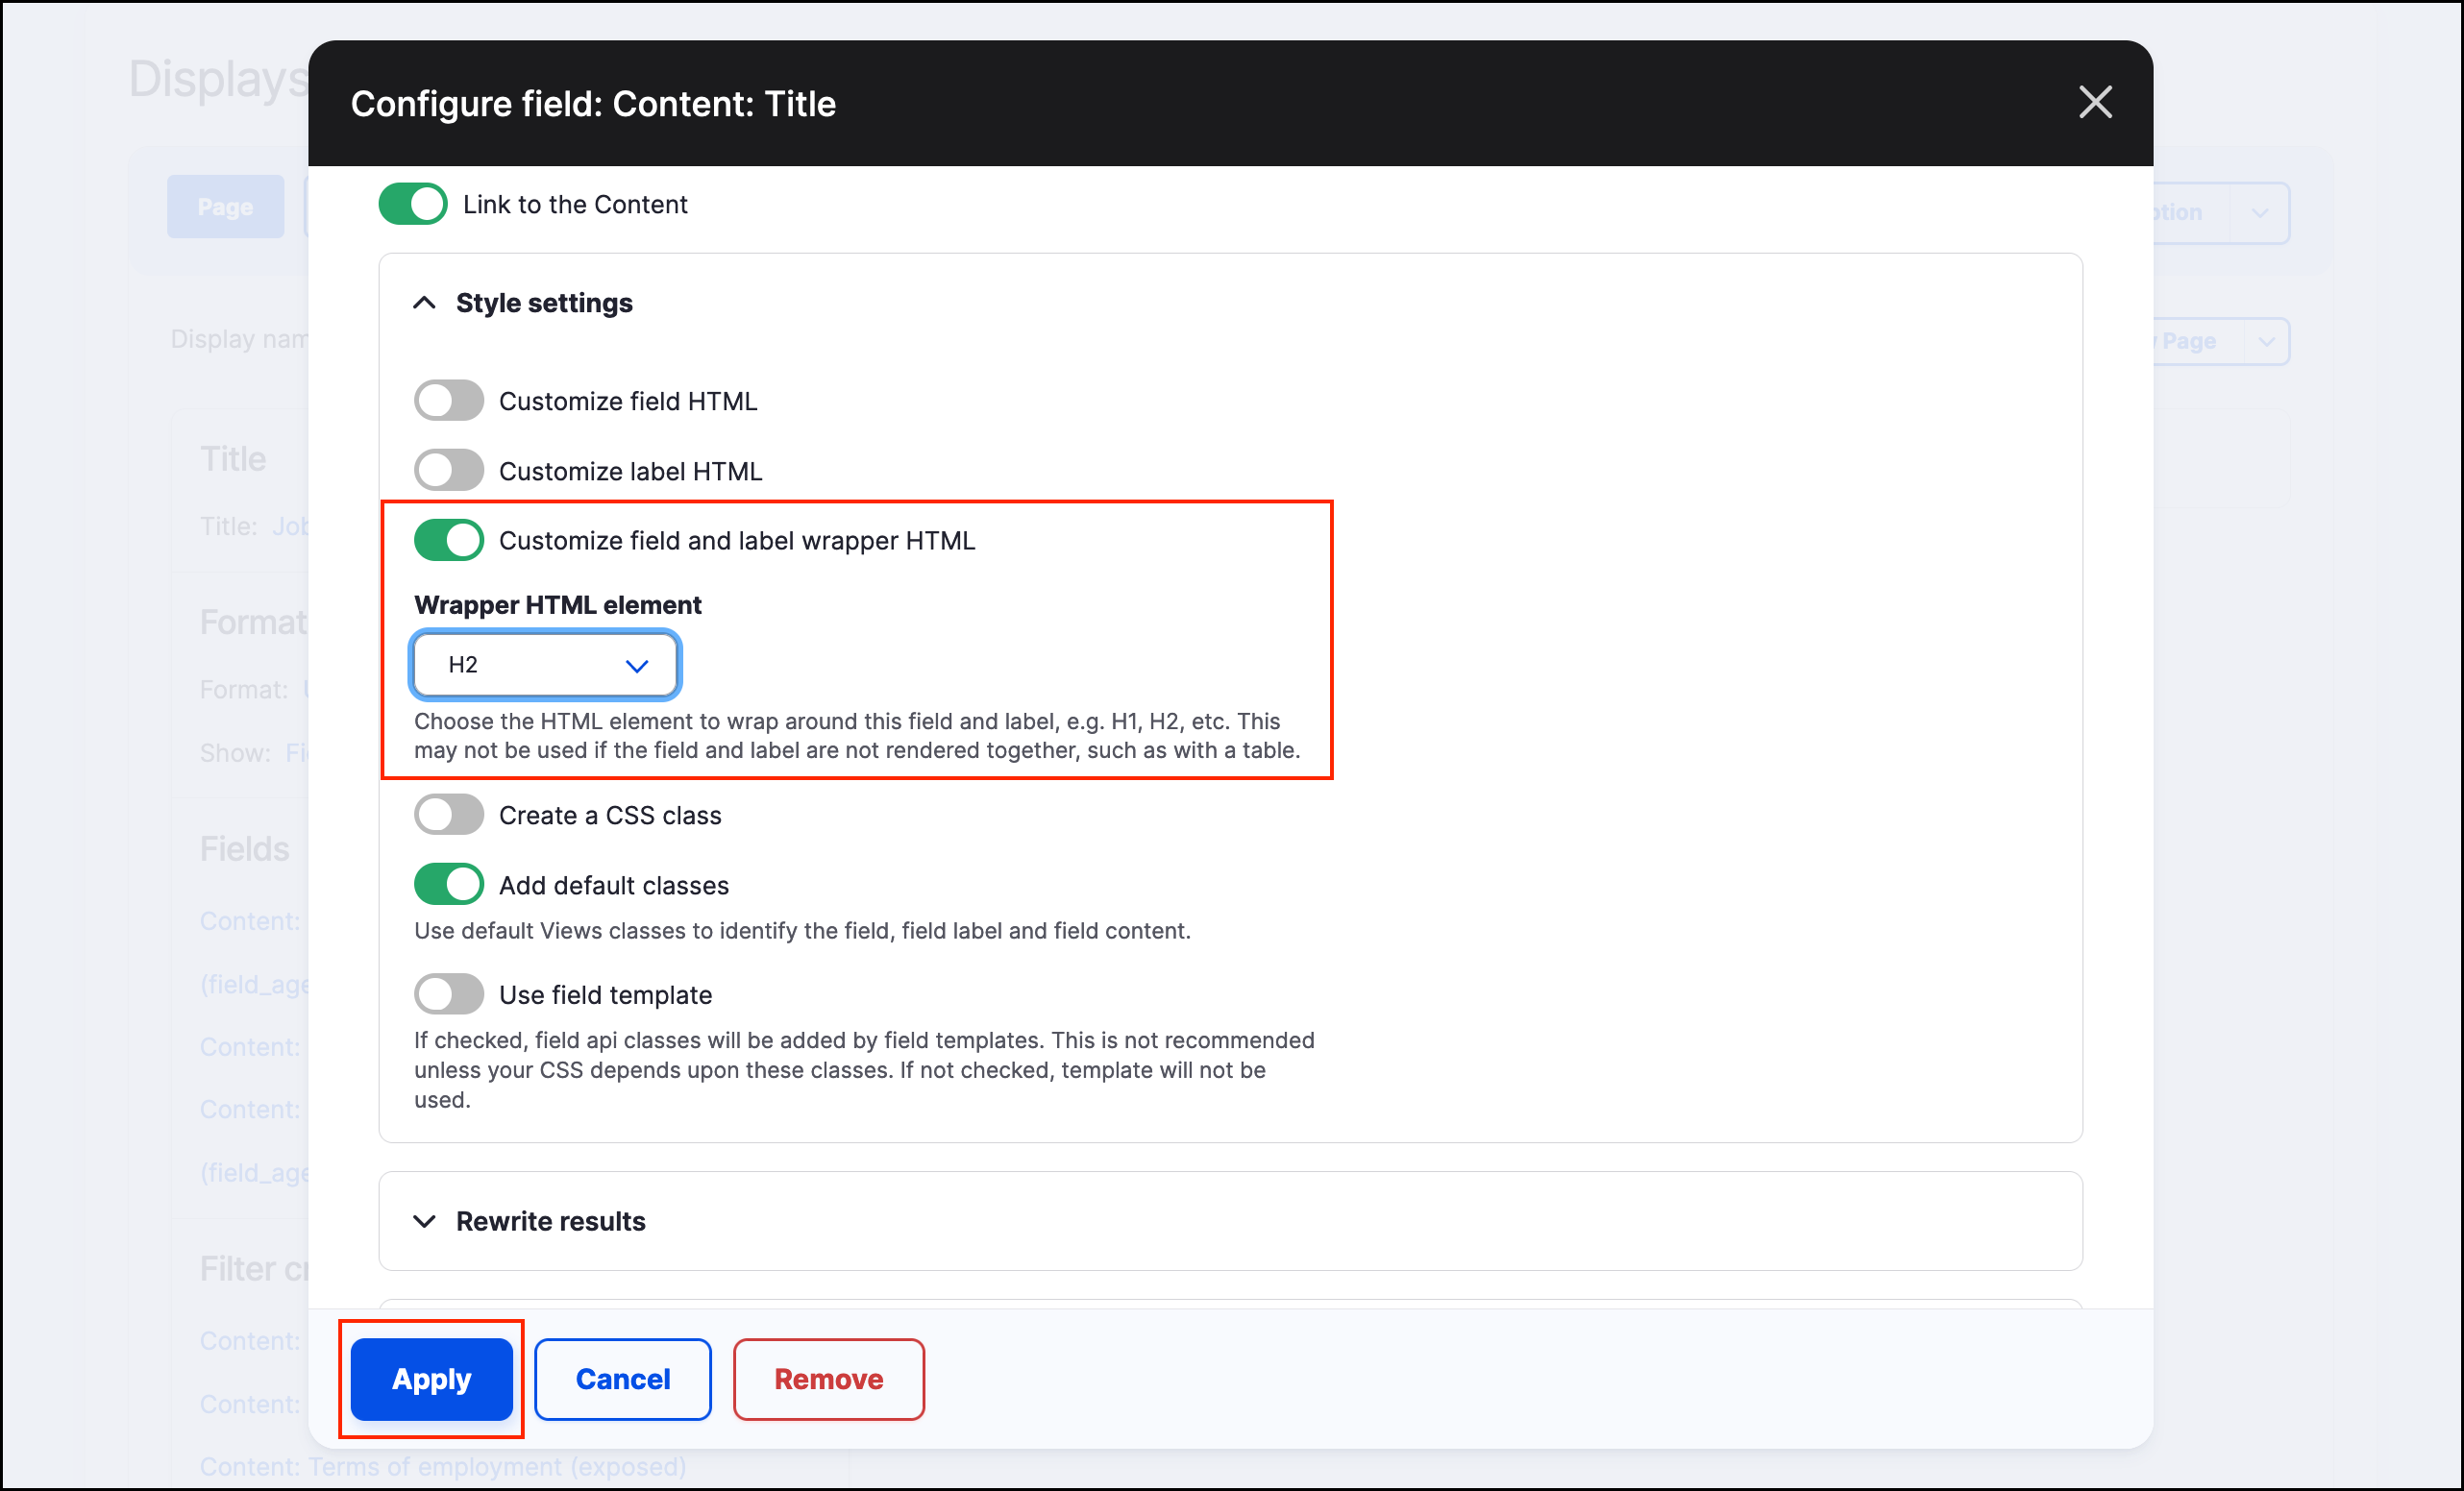 Displays
Configure field: Content: Title
Page
Link to the Content
Style settings
Display
Page
Customize field HTML
Title
Customize label HTML
Title:
Customize field and label wrapper HTML
Wrapper HTML element
Format
H2
Format:
Choose the HTML element to wrap around this field and label, e.g. H1, H2, etc. This
may not be used if the field and label are not rendered together, such as with a table.
Show:
Create a CSS class
Fields
Add default classes
Content:
Use default Views classes to identify the field, field label and field content.
Use field template
If checked, field api classes will be added by field templates. This is not recommended
Content:
unless your CSS depends upon these classes. If not checked, template will not be
used.
Content:
Rewrite results
Filter
Content:
Apply
Cancel
Remove
Content:
Content: Terms of employment (exposed)